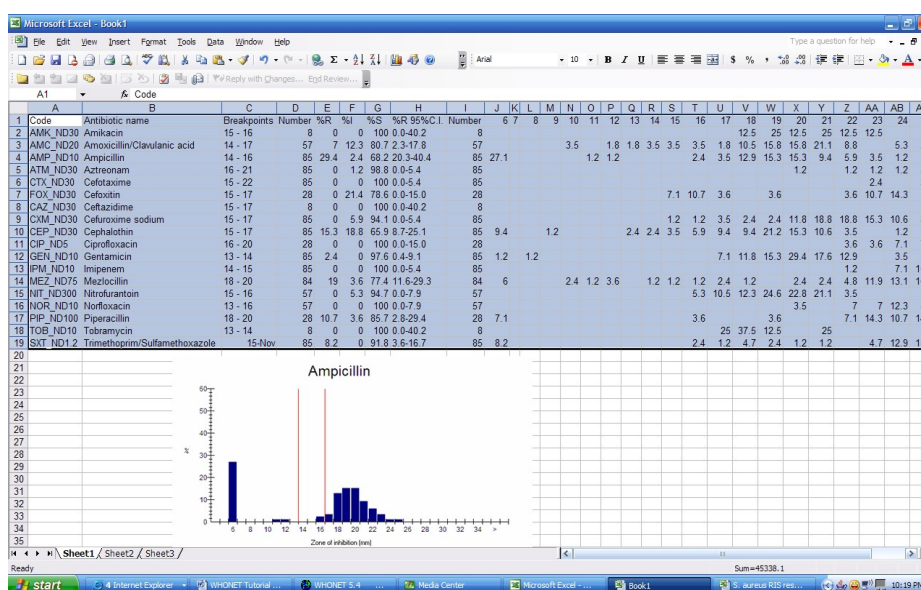 Microsoft Excel - Book1
File Edit View Insert Format Tools Data Window Help Type a question for help
Arial 10 B I U $ %
Reply with Changes... End Review...
A1 fx Code
A B C D E F G H I J K L M N O P Q R S T U V W X Y Z AA AB
1 Code Antibiotic name Breakpoints Number %R %I %S %R 95%C.I. Number 6 7 8 9 10 11 12 13 14 15 16 17 18 19 20 21 22 23 24
2 AMK_ND30 Amikacin 15 - 16 8 0 0 100 0.0-40.2 8 12.5 25 12.5 25 12.5 12.5
3 AMC_ND20 Amoxicillin/Clavulanic acid 14 - 17 57 7 12.3 80.7 2.3-17.8 57 3.5 1.8 1.8 3.5 3.5 3.5 1.8 10.5 15.8 15.8 21.1 8.8 5.3
4 AMP_ND10 Ampicillin 14 - 16 85 29.4 2.4 68.2 20.3-40.4 85 27.1 1.2 1.2 2.4 3.5 12.9 15.3 15.3 9.4 5.9 3.5 1.2
5 ATM_ND30 Aztreonam 16 - 21 85 0 1.2 98.8 0.0-5.4 85 1.2 1.2 1.2 1.2
6 CTX_ND30 Cefotaxime 15 - 22 85 0 0 100 0.0-5.4 85 2.4
7 FOX_ND30 Cefoxitin 15 - 17 28 0 21.4 78.6 0.0-15.0 28 7.1 10.7 3.6 3.6 3.6 10.7 14.3
8 CAZ_ND30 Ceftazidime 15 - 17 8 0 0 100 0.0-40.2 8
9 CXM_ND30 Cefuroxime sodium 15 - 17 85 0 5.9 94.1 0.0-5.4 85 1.2 1.2 3.5 2.4 2.4 11.8 18.8 18.8 15.3 10.6
10 CEP_ND30 Cephalothin 15 - 17 85 15.3 18.8 65.9 8.7-25.1 85 9.4 1.2 2.4 2.4 3.5 5.9 9.4 9.4 21.2 15.3 10.6 3.5 1.2
11 CIP_ND5 Ciprofloxacin 16 - 20 28 0 0 100 0.0-15.0 28 3.6 3.6 7.1
12 GEN_ND10 Gentamicin 13 - 14 85 2.4 0 97.6 0.4-9.1 85 1.2 1.2 7.1 11.8 15.3 29.4 17.6 12.9 3.5
13 IPM_ND10 Imipenem 14 - 15 85 0 0 100 0.0-5.4 85 1.2 7.1
14 MEZ_ND75 Mezlocillin 18 - 20 84 19 3.6 77.4 11.6-29.3 84 6 2.4 1.2 3.6 1.2 1.2 1.2 2.4 1.2 2.4 2.4 4.8 11.9 13.1
15 NIT_ND300 Nitrofurantoin 15 - 16 57 0 5.3 94.7 0.0-7.9 57 5.3 10.5 12.3 24.6 22.8 21.1 3.5
16 NOR_ND10 Norfloxacin 13 - 16 57 0 0 100 0.0-7.9 57 3.5 7 7 12.3
17 PIP_ND100 Piperacillin 18 - 20 28 10.7 3.6 85.7 2.8-29.4 28 7.1 3.6 3.6 7.1 14.3 10.7
18 TOB_ND10 Tobramycin 13 - 14 8 0 0 100 0.0-40.2 8 25 37.5 12.5 25
19 SXT_ND1.2 Trimethoprim/Sulfamethoxazole 15-Nov 85 8.2 0 91.8 3.6-16.7 85 8.2 2.4 1.2 4.7 2.4 1.2 1.2 4.7 12.9
20
21
22
23
24
25
26
27
28
29
30
31
32
33
34
35
Ampicillin
60
50
40
30
20
10
0
6 8 10 12 14 16 18 20 22 24 26 28 30 32 34 >
Zone of inhibition (mm)
Sheet1 / Sheet2 / Sheet3
Ready Sum=45338.1
start 4 Internet Explorer WHONET Tutorial ... WHONET 5.4 ... Media Center Microsoft Excel - ... Book1 S. aureus RIS res... 10:19 PM